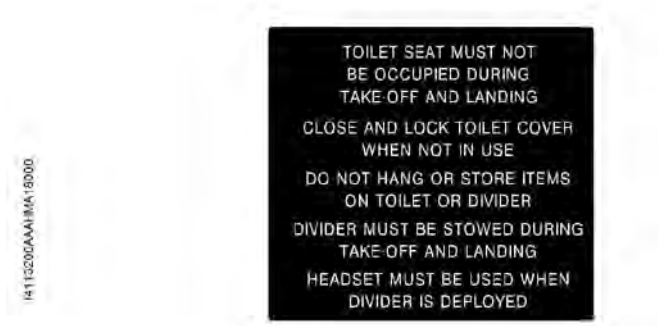 TOILET SEAT MUST NOT
BE OCCUPIED DURING
TAKE-OFF AND LANDING
CLOSE AND LOCK TOILET COVER
WHEN NOT IN USE
DO NOT HANG OR STORE ITEMS
ON TOILET OR DIVIDER
DIVIDER MUST BE STOWED DURING
TAKE-OFF AND LANDING
HEADSET MUST BE USED WHEN
DIVIDER IS DEPLOYED
I4113200AAAHMA18000